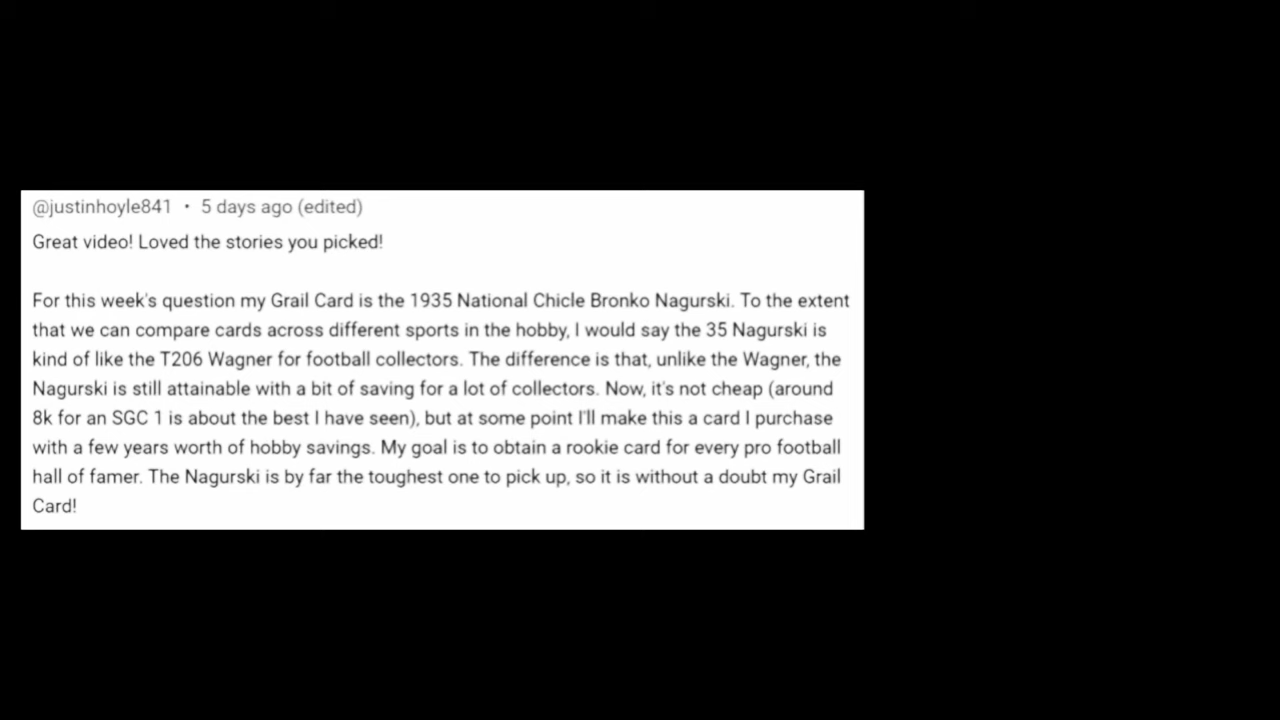 @justinhoyle841 • 5 days ago (edited)
Great video! Loved the stories you picked!
For this week's question my Grail Card is the 1935 National Chicle Bronko Nagurski. To the extent
that we can compare cards across different sports in the hobby, I would say the 35 Nagurski is
kind of like the T206 Wagner for football collectors. The difference is that, unlike the Wagner, the
Nagurski is still attainable with a bit of saving for a lot of collectors. Now, it's not cheap (around
8k for an SGC 1 is about the best I have seen), but at some point I'll make this a card I purchase
with a few years worth of hobby savings. My goal is to obtain a rookie card for every pro football
hall of famer. The Nagurski is by far the toughest one to pick up, so it is without a doubt my Grail
Card!